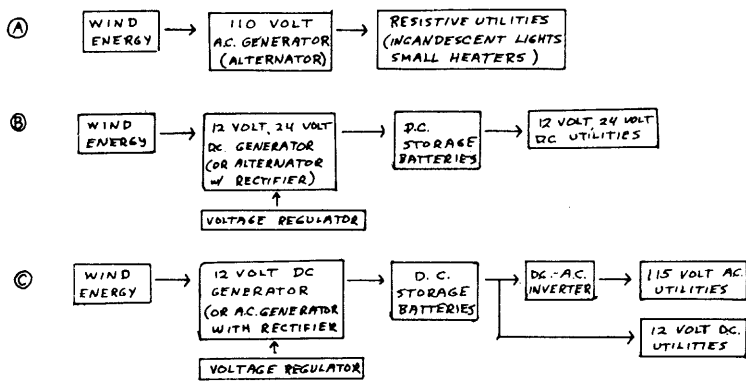 A
WIND
ENERGY
110 VOLT
A.C. GENERATOR
(ALTERNATOR)
RESISTIVE UTILITIES
(INCANDESCENT LIGHTS
SMALL HEATERS)
B
WIND
ENERGY
12 VOLT, 24 VOLT
DC. GENERATOR
(OR ALTERNATOR
W/ RECTIFIER)
VOLTAGE REGULATOR
D.C.
STORAGE
BATTERIES
12 VOLT, 24 VOLT
DC UTILITIES
C
WIND
ENERGY
12 VOLT DC
GENERATOR
(OR A.C. GENERATOR
WITH RECTIFIER
VOLTAGE REGULATOR
D.C.
STORAGE
BATTERIES
DC.-A.C.
INVERTER
115 VOLT A.C.
UTILITIES
12 VOLT D.C.
UTILITIES